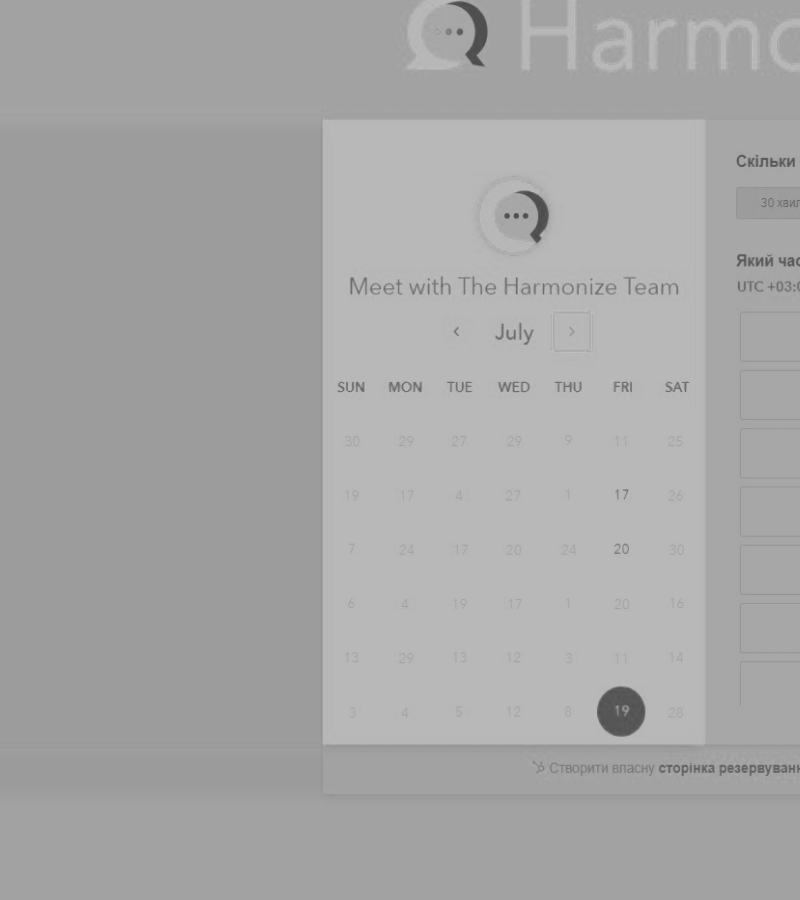 Harmo
Meet with The Harmonize Team
July
SUN MON TUE WED THU FRI SAT
30 29 27 29 9 11 25
19 17 4 27 1 17 26
7 24 17 20 24 20 30
6 4 19 17 1 20 16
13 29 13 12 3 11 14
3 4 5 12 8 19 28
Скільки
30 хвил
Який час
UTC +03:0
Створити власну сторінка резервуванн